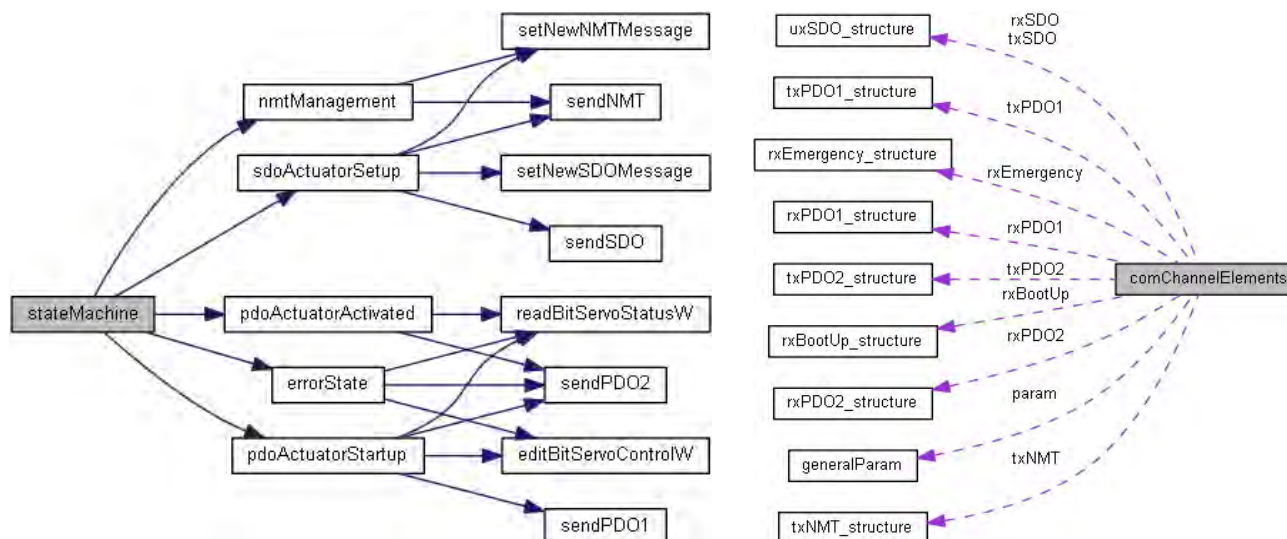 setNewNMTMessage
nmtManagement
sendNMT
sdoActuatorSetup
setNewSDOMessage
sendSDO
stateMachine
pdoActuatorActivated
readBitServoStatusW
errorState
sendPDO2
pdoActuatorStartup
editBitServoControlW
sendPDO1
uxSDO_structure
rxSDO
txSDO
txPDO1_structure
txPDO1
rxEmergency_structure
rxEmergency
rxPDO1_structure
rxPDO1
txPDO2_structure
txPDO2
comChannelElements
rxBootUp
rxBootUp_structure
rxPDO2
rxPDO2_structure
param
generalParam
txNMT
txNMT_structure